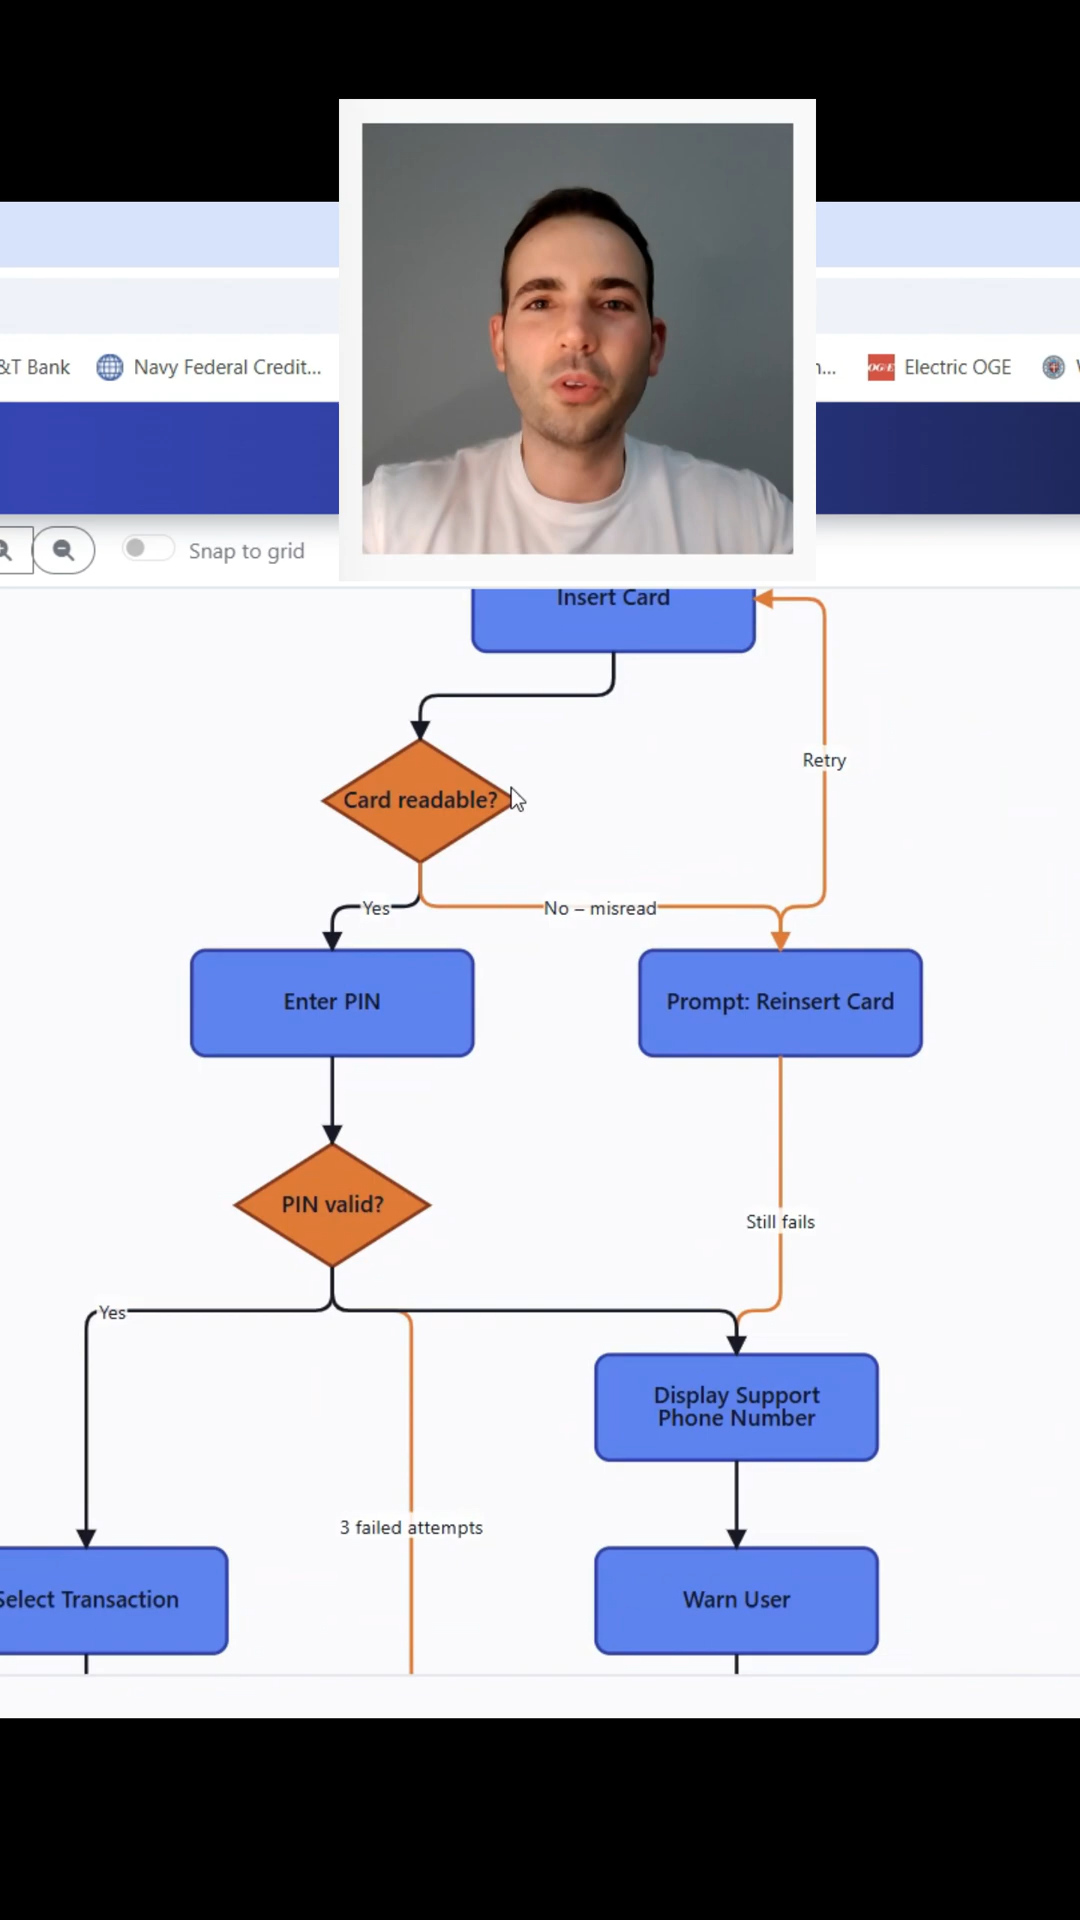 &T Bank
Navy Federal Credit...
n...
OG&E
Electric OGE
Snap to grid
Insert Card
Retry
Card readable?
Yes
No – misread
Enter PIN
Prompt: Reinsert Card
PIN valid?
Still fails
Yes
Display Support
Phone Number
3 failed attempts
Select Transaction
Warn User